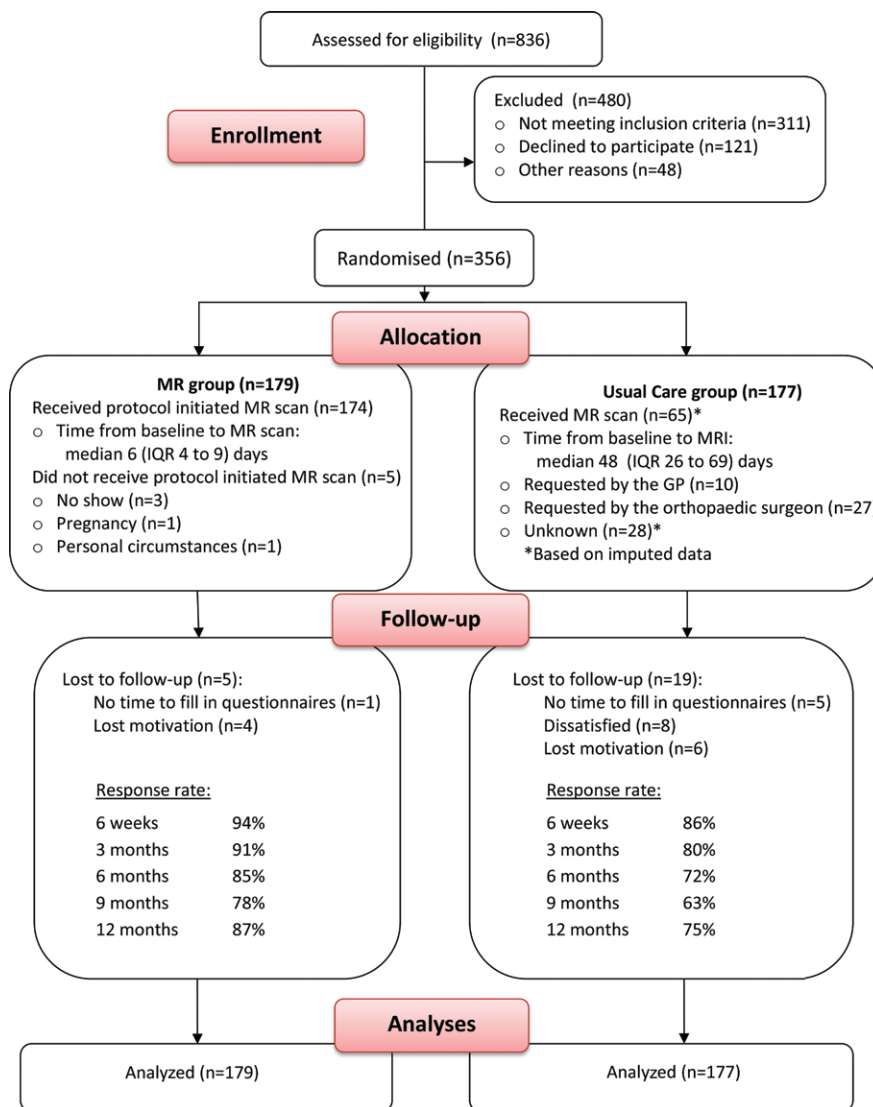 Assessed for eligibility (n=836)
Enrollment
Excluded (n=480)
o Not meeting inclusion criteria (n=311)
o Declined to participate (n=121)
o Other reasons (n=48)
Randomised (n=356)
Allocation
MR group (n=179)
Received protocol initiated MR scan (n=174)
o Time from baseline to MR scan:
median 6 (IQR 4 to 9) days
Did not receive protocol initiated MR scan (n=5)
o No show (n=3)
o Pregnancy (n=1)
o Personal circumstances (n=1)
Usual Care group (n=177)
Received MR scan (n=65)*
o Time from baseline to MRI:
median 48 (IQR 26 to 69) days
o Requested by the GP (n=10)
o Requested by the orthopaedic surgeon (n=27)
o Unknown (n=28)*
*Based on imputed data
Follow-up
Lost to follow-up (n=5):
No time to fill in questionnaires (n=1)
Lost motivation (n=4)
Response rate:
6 weeks 94%
3 months 91%
6 months 85%
9 months 78%
12 months 87%
Lost to follow-up (n=19):
No time to fill in questionnaires (n=5)
Dissatisfied (n=8)
Lost motivation (n=6)
Response rate:
6 weeks 86%
3 months 80%
6 months 72%
9 months 63%
12 months 75%
Analyses
Analyzed (n=179)
Analyzed (n=177)